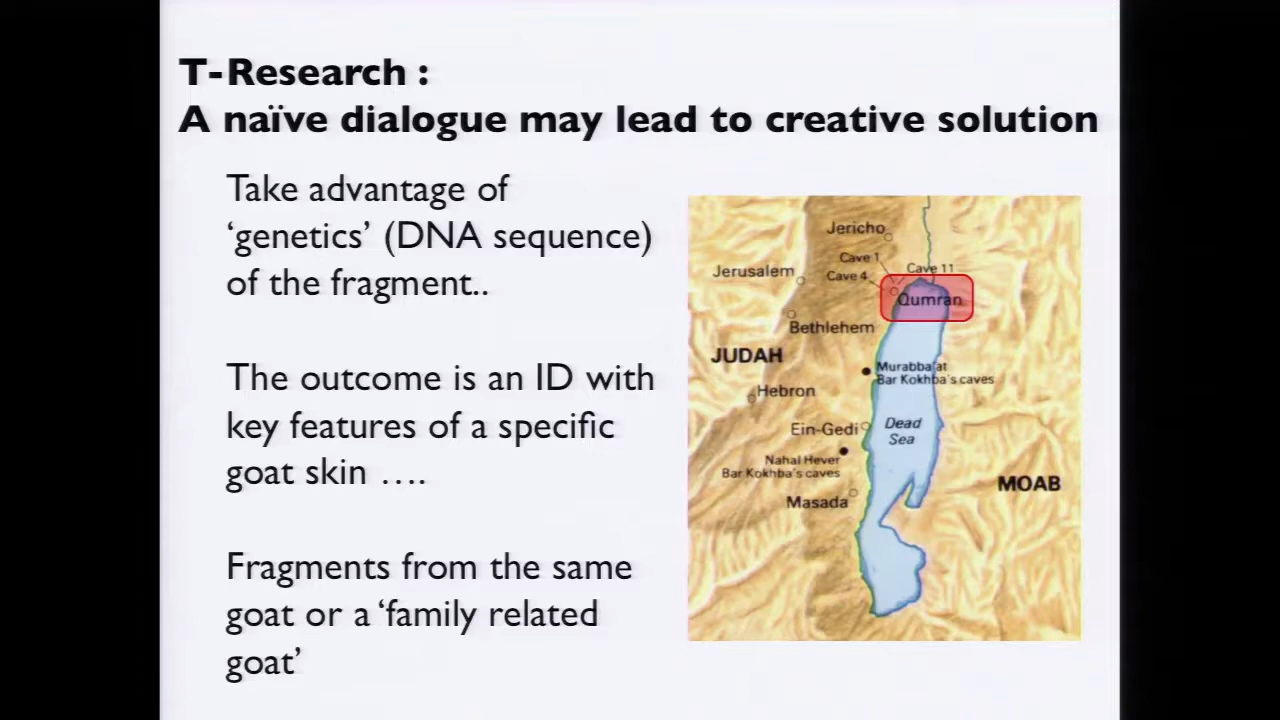 T-Research :
A naïve dialogue may lead to creative solution
Take advantage of
‘genetics’ (DNA sequence)
of the fragment..
The outcome is an ID with
key features of a specific
goat skin ….
Fragments from the same
goat or a ‘family related
goat’
Jericho
Cave 1
Cave 11
Jerusalem
Cave 4
Qumran
Bethlehem
JUDAH
Murabba'at
Bar Kokhba's caves
Hebron
Ein-Gedi
Dead
Sea
Nahal Hever
Bar Kokhba's caves
MOAB
Masada